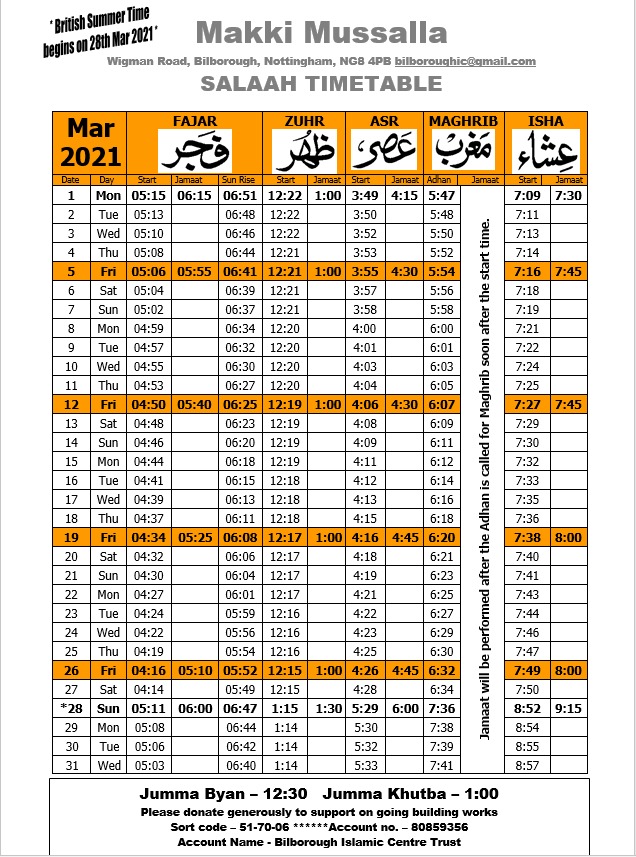 * British Summer Time
begins on 28th Mar 2021 *
Makki Mussalla
Wigman Road, Bilborough, Nottingham, NG8 4PB bilboroughic@gmail.com
SALAAH TIMETABLE
Mar 2021 FAJAR ZUHR ASR MAGHRIB ISHA
فجر ظهر عصر مغرب عشاء
Date Day Start Jamaat Sun Rise Start Jamaat Start Jamaat Adhan Jamaat Start Jamaat
1 Mon 05:15 06:15 06:51 12:22 1:00 3:49 4:15 5:47 7:09 7:30
2 Tue 05:13 06:48 12:22 3:50 5:48 7:11
3 Wed 05:10 06:46 12:22 3:52 5:50 7:13
4 Thu 05:08 06:44 12:21 3:53 5:52 7:14
5 Fri 05:06 05:55 06:41 12:21 1:00 3:55 4:30 5:54 7:16 7:45
6 Sat 05:04 06:39 12:21 3:57 5:56 7:18
7 Sun 05:02 06:37 12:21 3:58 5:58 7:19
8 Mon 04:59 06:34 12:20 4:00 6:00 7:21
9 Tue 04:57 06:32 12:20 4:01 6:01 7:22
10 Wed 04:55 06:30 12:20 4:03 6:03 7:24
11 Thu 04:53 06:27 12:20 4:04 6:05 7:25
12 Fri 04:50 05:40 06:25 12:19 1:00 4:06 4:30 6:07 7:27 7:45
13 Sat 04:48 06:23 12:19 4:08 6:09 7:29
14 Sun 04:46 06:20 12:19 4:09 6:11 7:30
15 Mon 04:44 06:18 12:19 4:11 6:12 7:32
16 Tue 04:41 06:15 12:18 4:12 6:14 7:33
17 Wed 04:39 06:13 12:18 4:13 6:16 7:35
18 Thu 04:37 06:11 12:18 4:15 6:18 7:36
19 Fri 04:34 05:25 06:08 12:17 1:00 4:16 4:45 6:20 7:38 8:00
20 Sat 04:32 06:06 12:17 4:18 6:21 7:40
21 Sun 04:30 06:04 12:17 4:19 6:23 7:41
22 Mon 04:27 06:01 12:17 4:21 6:25 7:43
23 Tue 04:24 05:59 12:16 4:22 6:27 7:44
24 Wed 04:22 05:56 12:16 4:23 6:29 7:46
25 Thu 04:19 05:54 12:16 4:25 6:30 7:47
26 Fri 04:16 05:10 05:52 12:15 1:00 4:26 4:45 6:32 7:49 8:00
27 Sat 04:14 05:49 12:15 4:28 6:34 7:50
*28 Sun 05:11 06:00 06:47 1:15 1:30 5:29 6:00 7:36 8:52 9:15
29 Mon 05:08 06:44 1:14 5:30 7:38 8:54
30 Tue 05:06 06:42 1:14 5:32 7:39 8:55
31 Wed 05:03 06:40 1:14 5:33 7:41 8:57
Jamaat will be performed after the Adhan is called for Maghrib soon after the start time.
Jumma Byan – 12:30 Jumma Khutba – 1:00
Please donate generously to support on going building works
Sort code – 51-70-06 ******Account no. – 80859356
Account Name - Bilborough Islamic Centre Trust